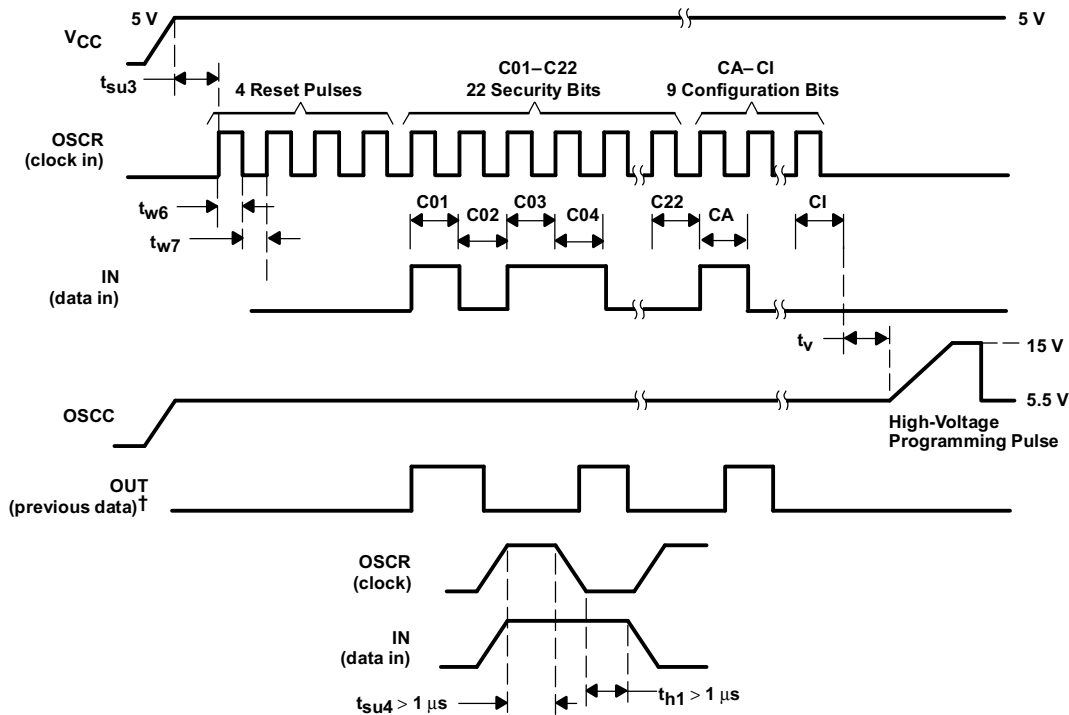 5 V
5 V
VCC
tsu3
C01–C22
CA–CI
4 Reset Pulses
22 Security Bits
9 Configuration Bits
OSCR
(clock in)
C01
C03
C22
CI
tw6
C02
C04
CA
tw7
IN
(data in)
tv
15 V
OSCC
5.5 V
High-Voltage
Programming Pulse
OUT
(previous data)†
OSCR
(clock)
IN
(data in)
tsu4 > 1 μs
th1 > 1 μs